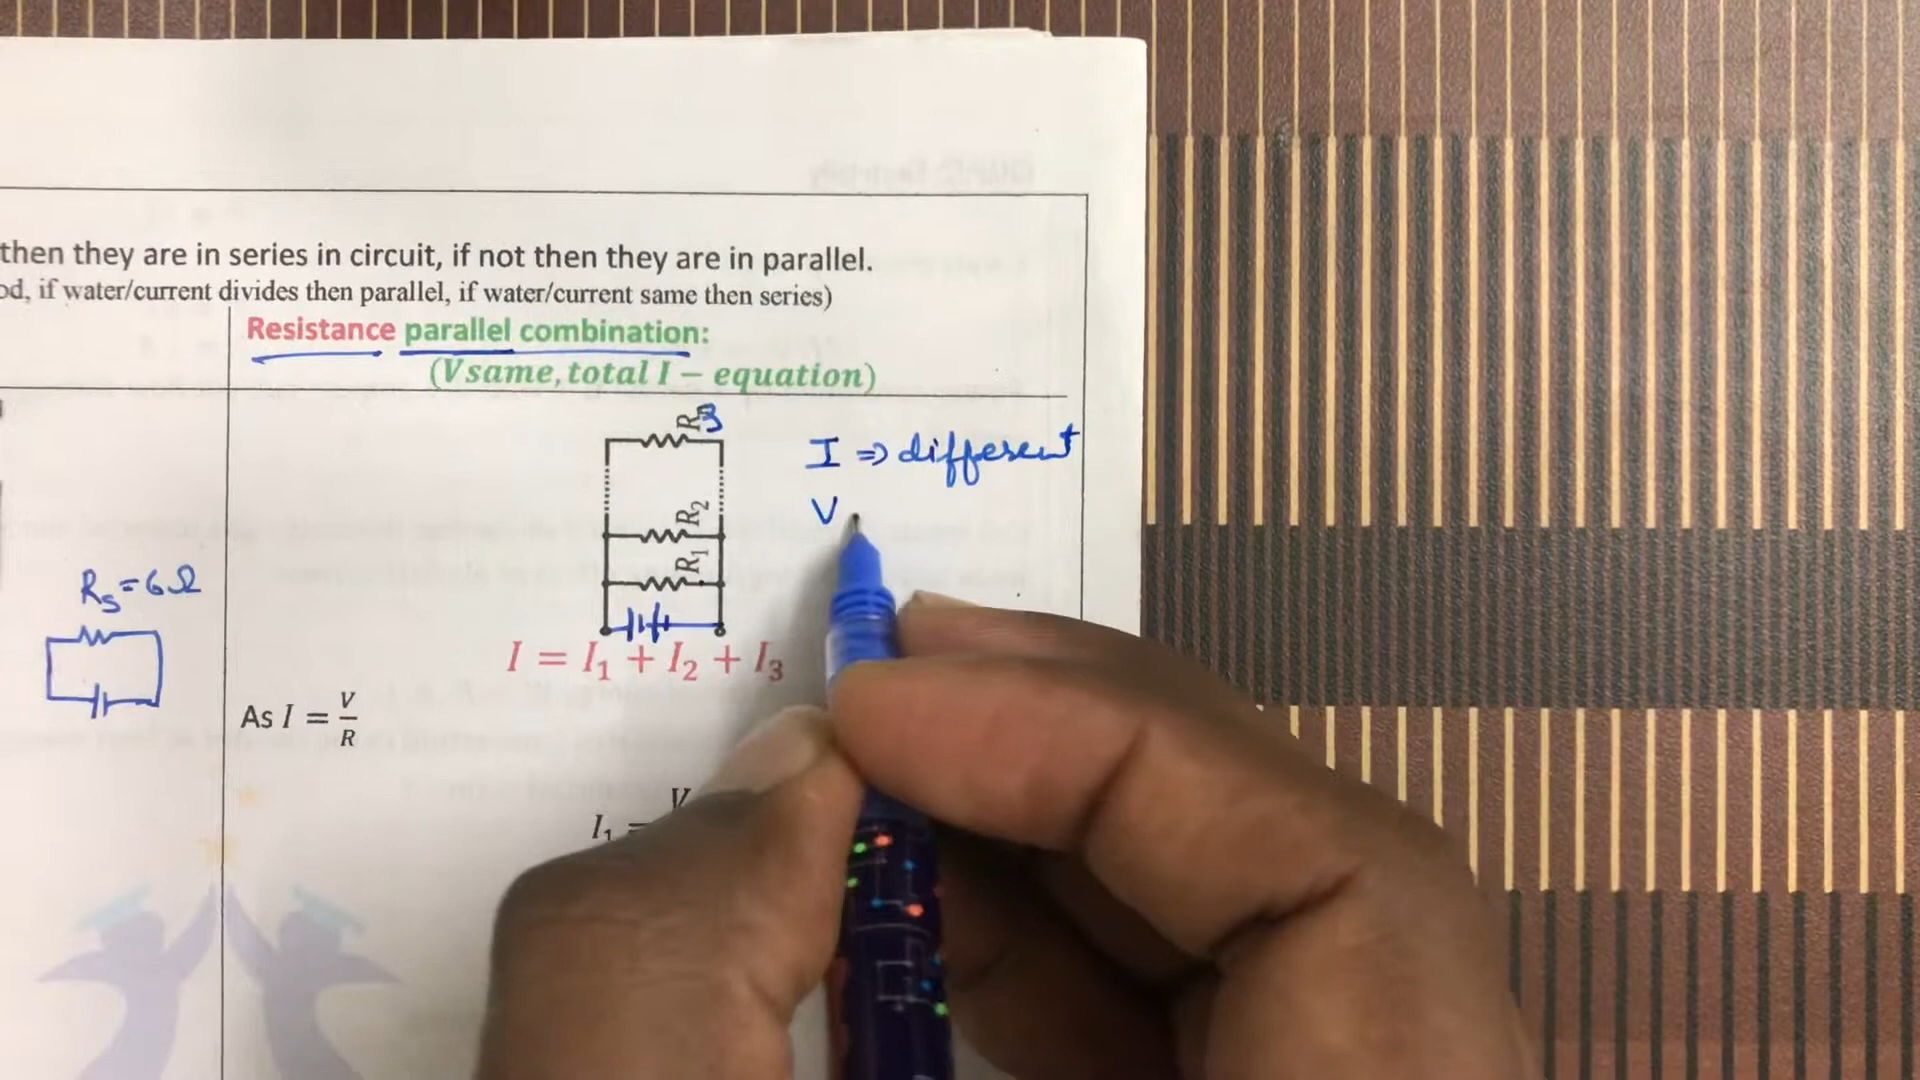 then they are in series in circuit, if not then they are in parallel.
od, if water/current divides then parallel, if water/current same then series)
Resistance parallel combination:
(Vsame, total I − equation)
R3
I ⇒ different
R2
V
R1
Rs = 6Ω
I = I1 + I2 + I3
As I = V/R
V
I1 =